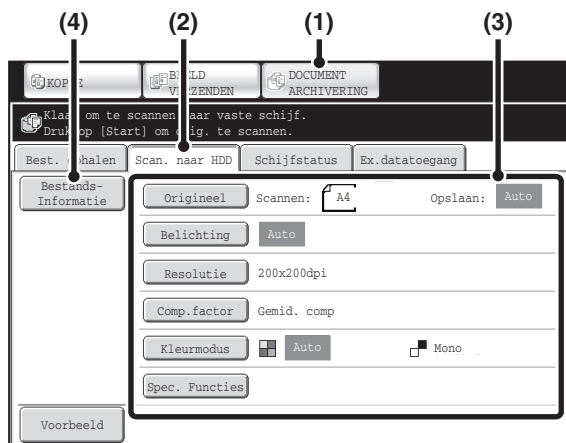 (4) (2) (1) (3)
BEELD DOCUMENT
VERZENDEN ARCHIVERING
Klaar om te scannen naar vaste schijf.
Druk op [Start] om orig. te scannen.
Best. Scan. naar HDD Schijfstatus Ex.datatoegang
Bestands-
Informatie
Origineel Scannen: A4 Opslaan: Auto
Belichting Auto
Resolutie 200x200dpi
Comp.factor Gemid. comp
Kleurmodus Auto Mono
Spec. Functies
Voorbeeld